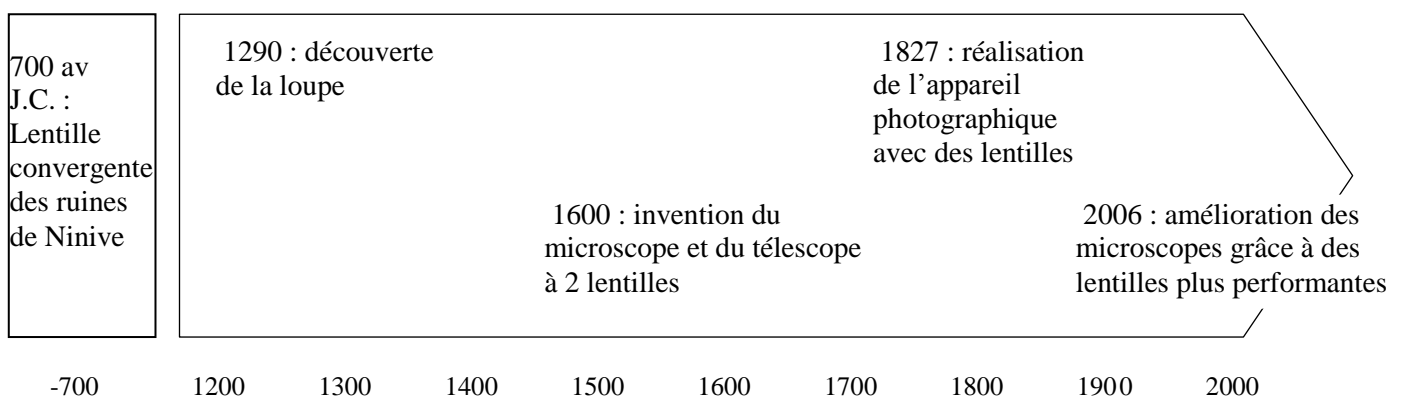 700 av
J.C. :
Lentille
convergente
des ruines
de Ninive
1290 : découverte
de la loupe
1600 : invention du
microscope et du télescope
à 2 lentilles
1827 : réalisation
de l’appareil
photographique
avec des lentilles
2006 : amélioration des
microscopes grâce à des
lentilles plus performantes
-700 1200 1300 1400 1500 1600 1700 1800 1900 2000